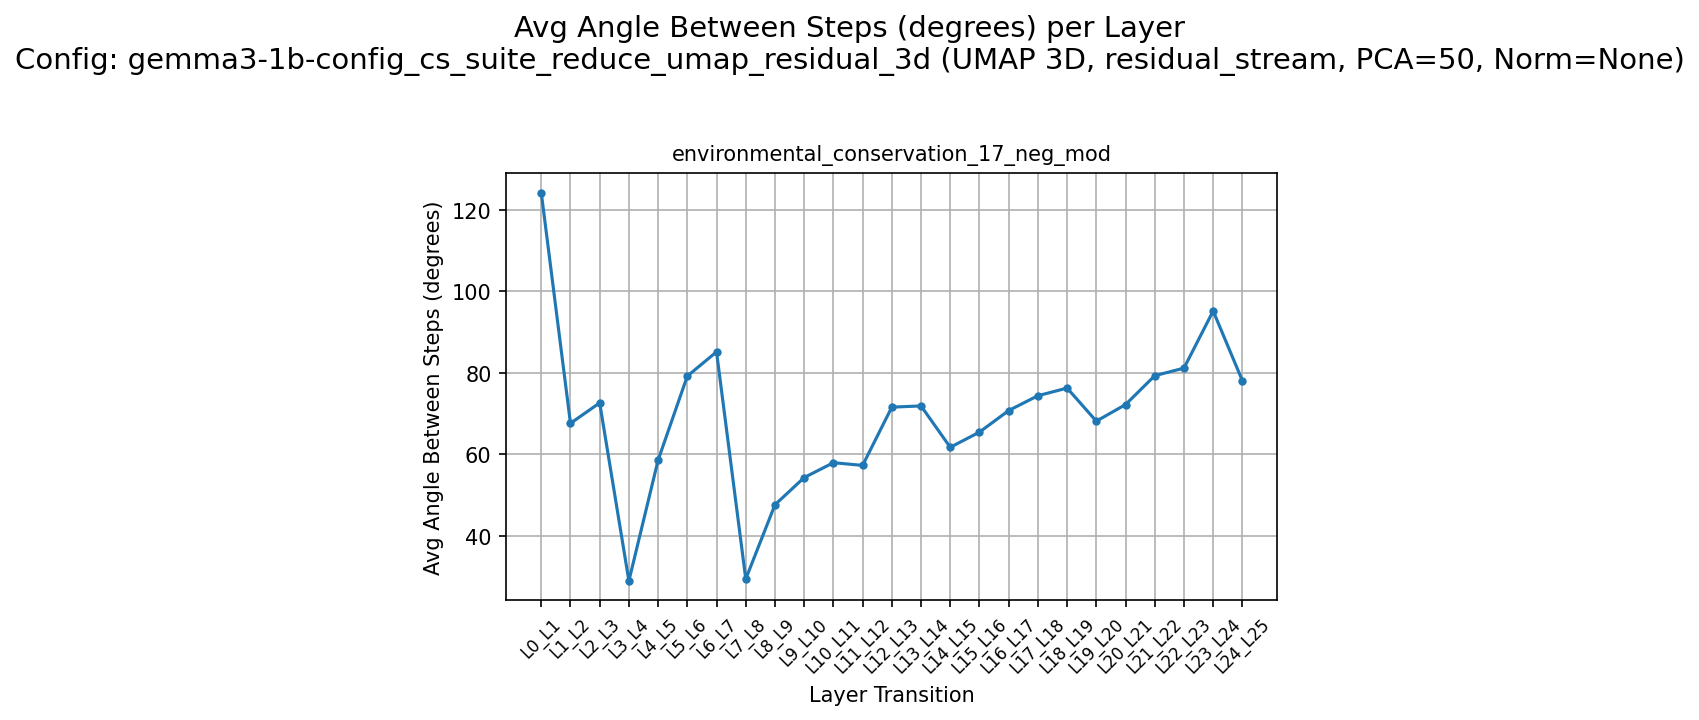 Avg Angle Between Steps (degrees) per Layer
Config: gemma3-1b-config_cs_suite_reduce_umap_residual_3d (UMAP 3D, residual_stream, PCA=50, Norm=None)
environmental_conservation_17_neg_mod
Avg Angle Between Steps (degrees)
120
100
80
60
40
L0_L1
L1_L2
L2_L3
L3_L4
L4_L5
L5_L6
L6_L7
L7_L8
L8_L9
L9_L10
L10_L11
L11_L12
L12_L13
L13_L14
L14_L15
L15_L16
L16_L17
L17_L18
L18_L19
L19_L20
L20_L21
L21_L22
L22_L23
L23_L24
L24_L25
Layer Transition